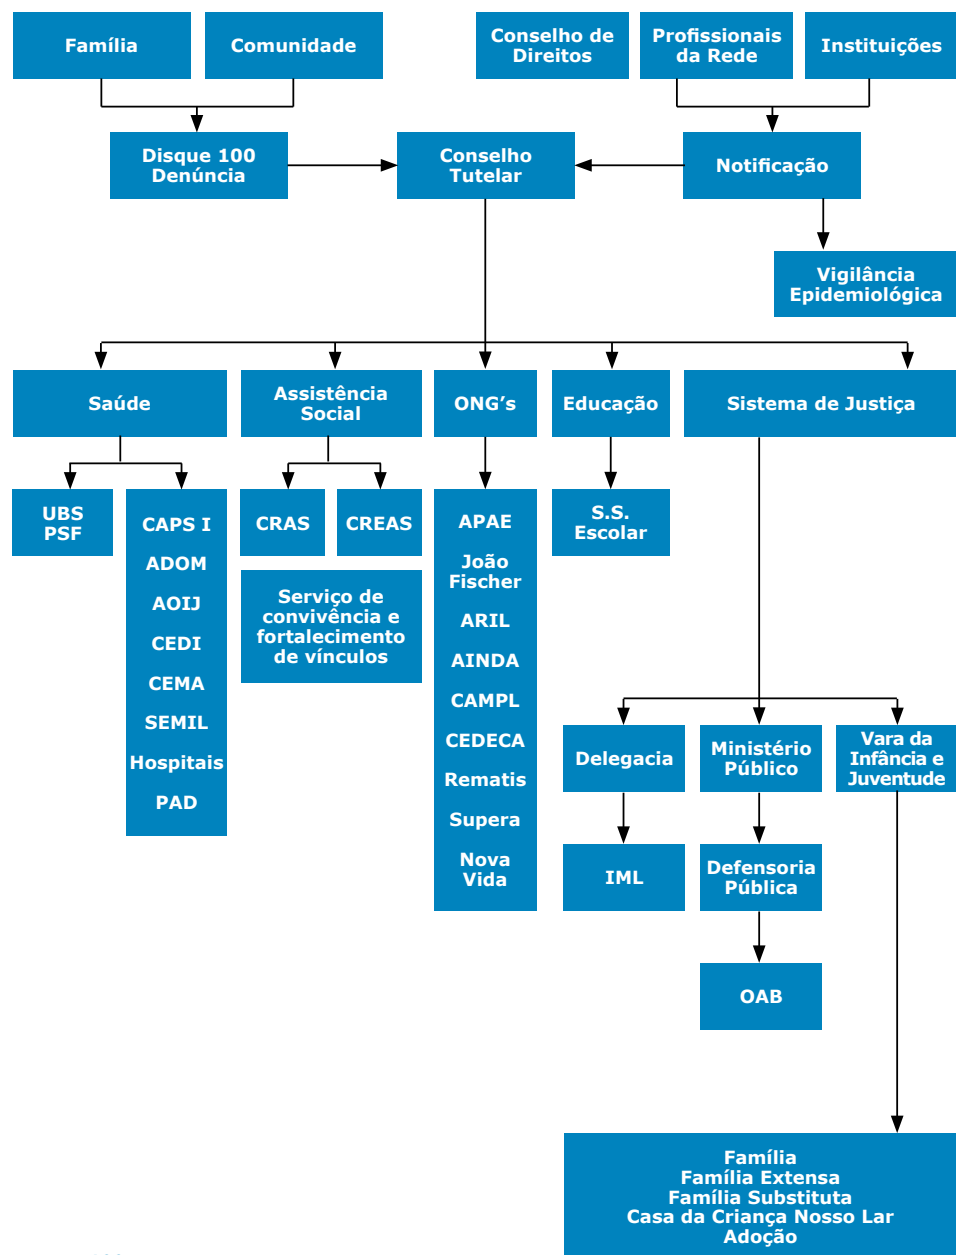 Família
Comunidade
Conselho de
Direitos
Profissionais
da Rede
Instituições
Disque 100
Denúncia
Conselho
Tutelar
Notificação
Vigilância
Epidemiológica
Saúde
Assistência
Social
ONG’s
Educação
Sistema de Justiça
UBS
PSF
CAPS I
ADOM
AOIJ
CEDI
CEMA
SEMIL
Hospitais
PAD
CRAS
CREAS
Serviço de
convivência e
fortalecimento
de vínculos
APAE
João
Fischer
ARIL
AINDA
CAMPL
CEDECA
Rematis
Supera
Nova
Vida
S.S.
Escolar
Delegacia
Ministério
Público
Vara da
Infância e
Juventude
IML
Defensoria
Pública
OAB
Família
Família Extensa
Família Substituta
Casa da Criança Nosso Lar
Adoção